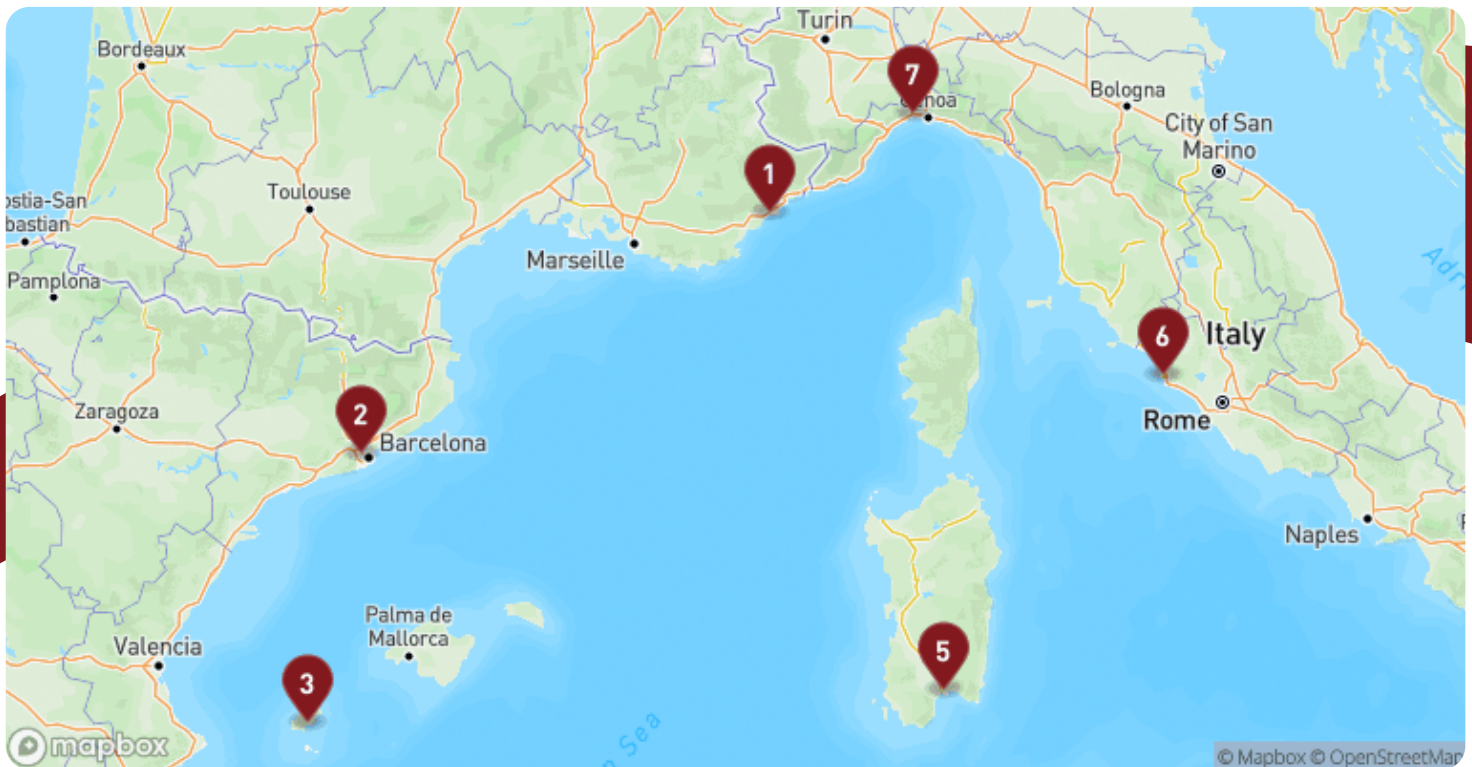 Turin
Bordeaux
7
Genoa
Bologna
City of San
Marino
1
Toulouse
ostia-San
bastian
Marseille
Pamplona
6
Italy
Rome
2
Zaragoza
Barcelona
Naples
Palma de
Mallorca
Valencia
5
3
n Sea
Adri
mapbox
© Mapbox © OpenStreetMap